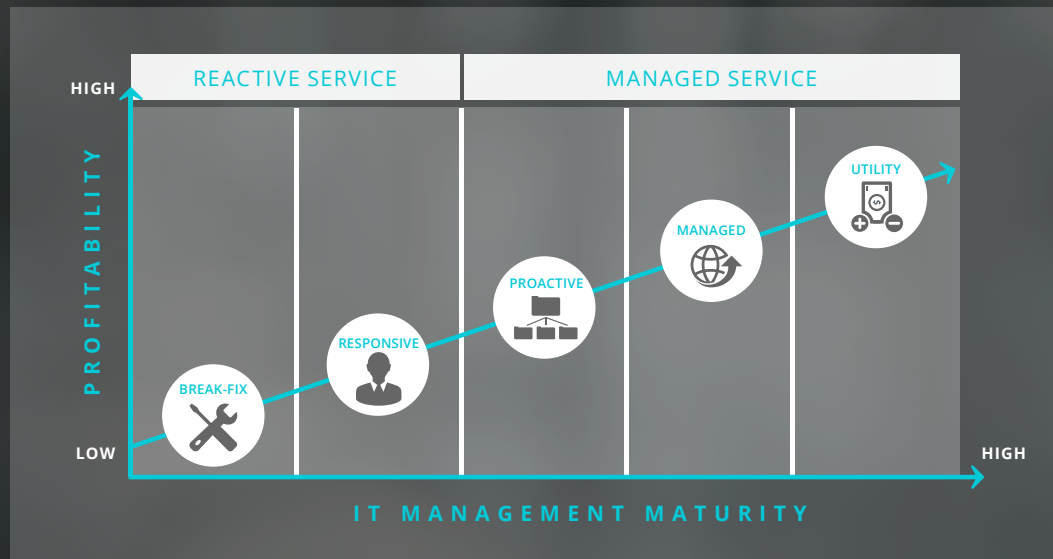 REACTIVE SERVICE
MANAGED SERVICE
HIGH
PROFITABILITY
LOW
UTILITY
$
MANAGED
PROACTIVE
RESPONSIVE
BREAK-FIX
HIGH
IT MANAGEMENT MATURITY